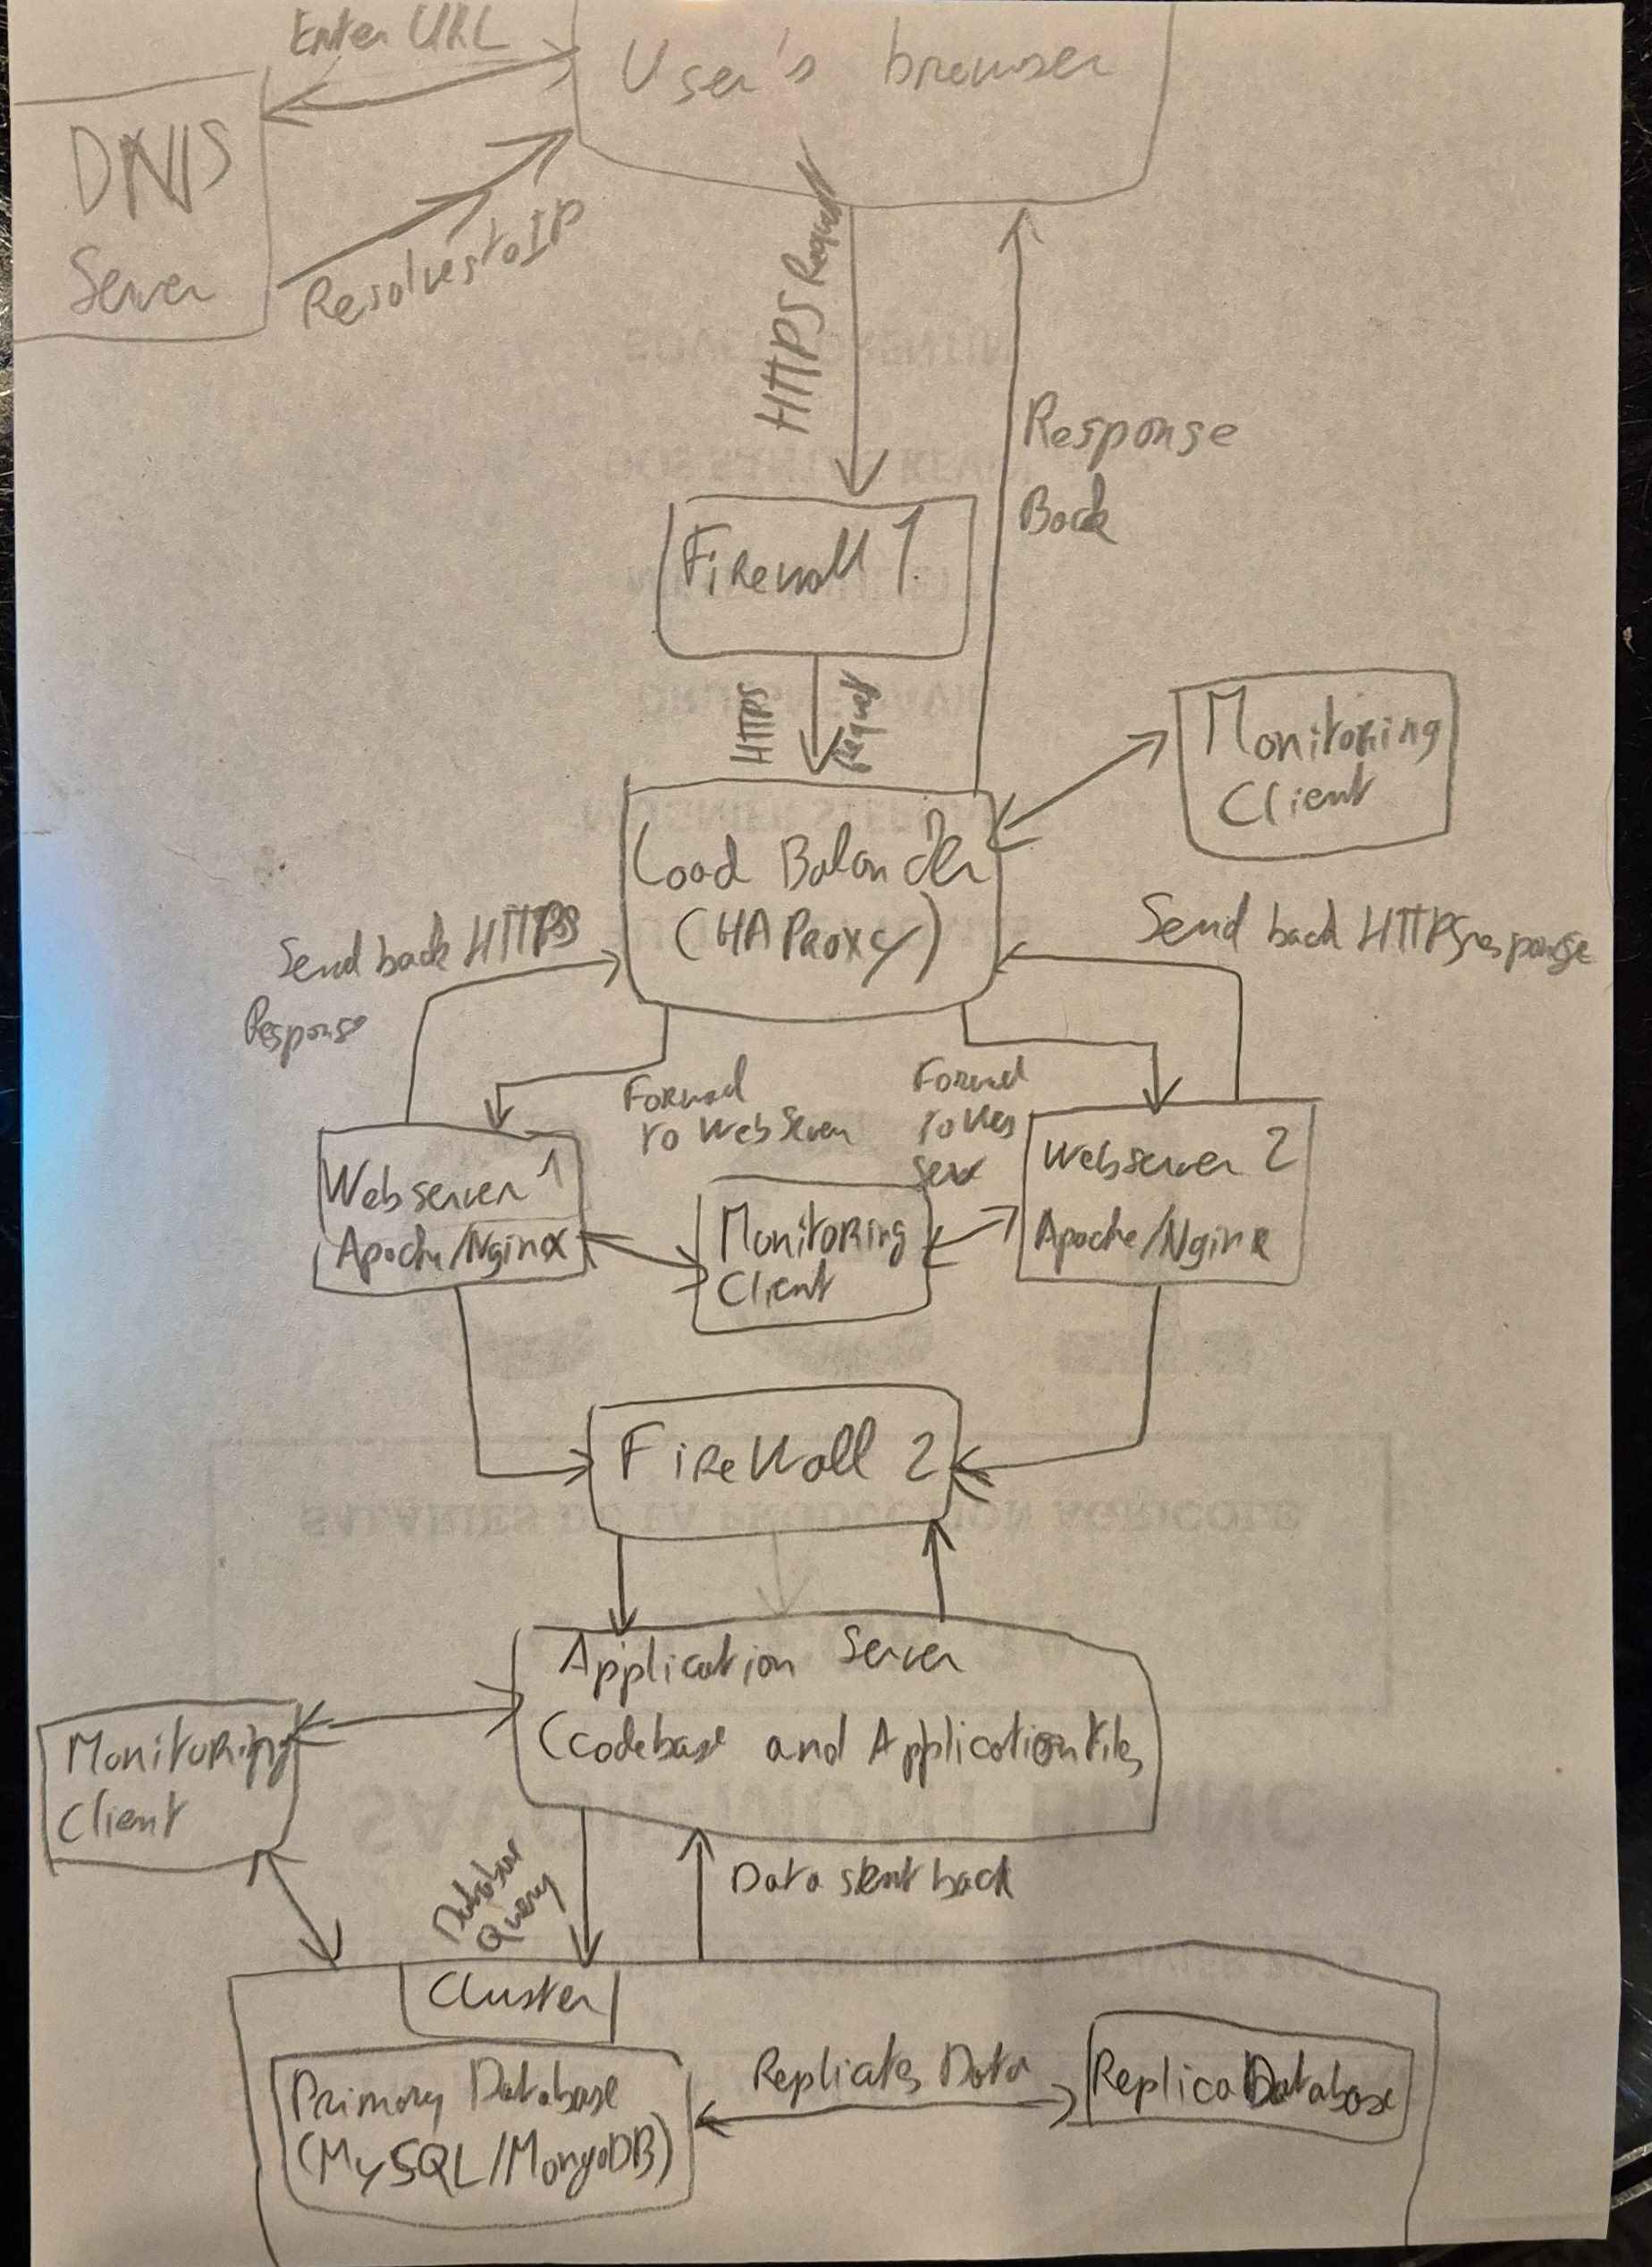 Enter URL
User's browser
DNS
Server
Resolves to IP
HTTPS Request
Response
Back
Firewall 1
HTTPS
Request
Monitoring
Client
Load Balancer
(HAProxy)
Send back HTTPS
Response
Send back HTTPS response
Forward
to Web Server
Forward
to Web
Serv
Webserver 1
Apache/Nginx
Monitoring
Client
Webserver 2
Apache/Nginx
FireWall 2
Application Server
(codebase and Application Files
Monitoring
Client
Database
Query
Data sent back
Cluster
Primary Database
(MySQL/MongoDB)
Replicates Data
Replica Database